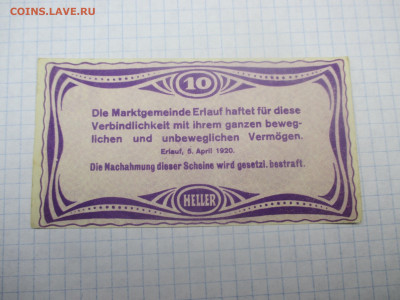 COINS.LAVE.RU
10
Die Marktgemeinde Erlauf haftet für diese
Verbindlichkeit mit ihrem ganzen beweg-
lichen und unbeweglichen Vermögen.
Erlauf, 5. April 1920.
Die Nachahmung dieser Scheine wird gesetzl. bestraft.
HELLER